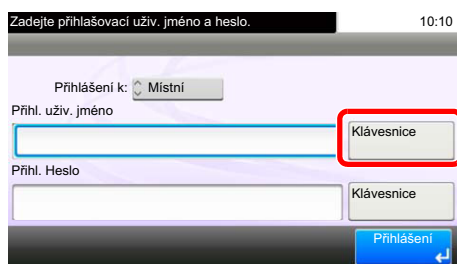 Zadejte přihlašovací uživ. jméno a heslo. 10:10
Přihlášení k: Místní
Přihl. uživ. jméno
Klávesnice
Přihl. Heslo
Klávesnice
Přihlášení